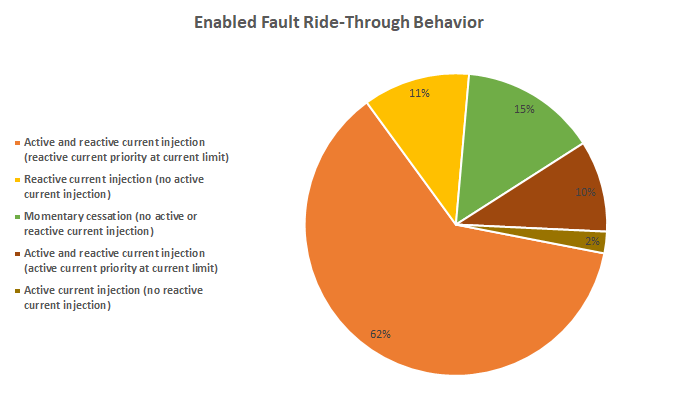 Enabled Fault Ride-Through Behavior
Active and reactive current injection
(reactive current priority at current limit)
Reactive current injection (no active
current injection)
Momentary cessation (no active or
reactive current injection)
Active and reactive current injection
(active current priority at current limit)
Active current injection (no reactive
current injection)
11%
15%
10%
2%
62%